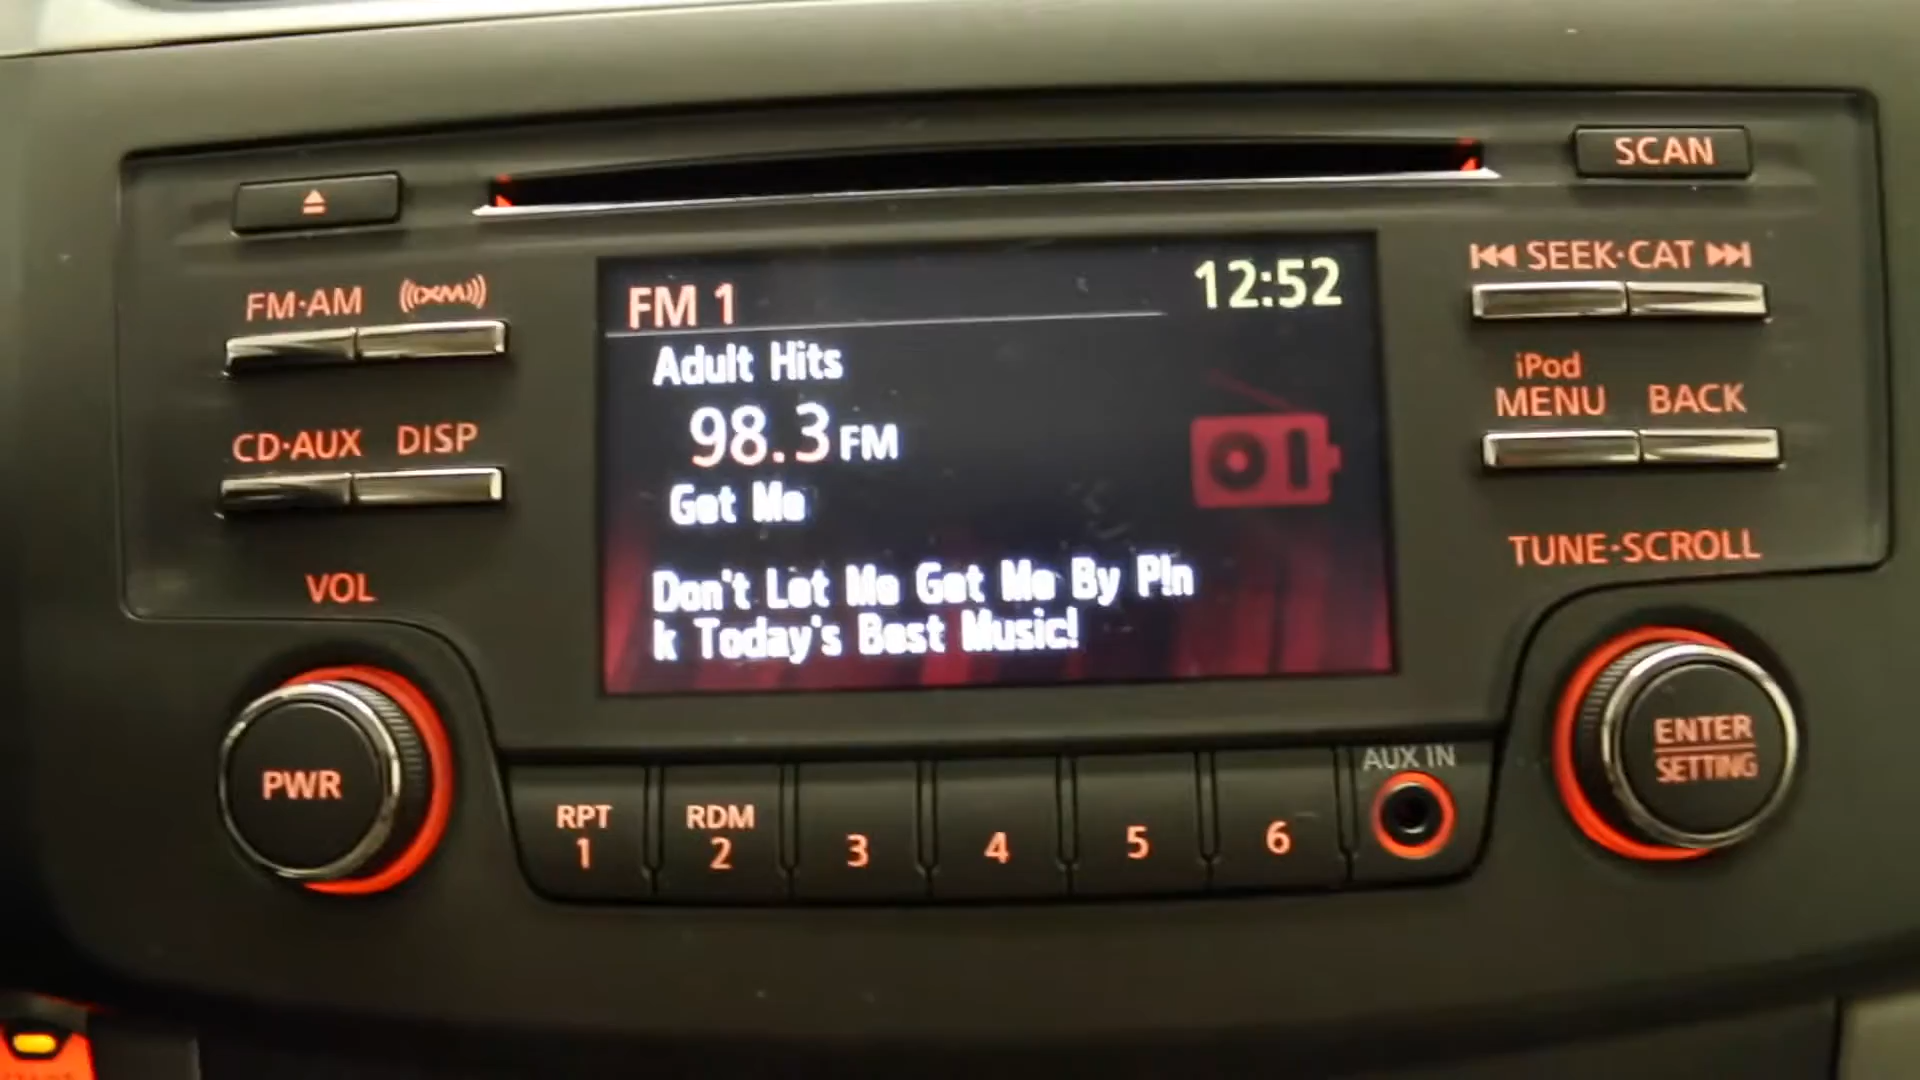 SCAN
FM·AM
((XM))
SEEK·CAT
FM 1
12:52
Adult Hits
98.3 FM
Get Me
Don't Let Me Get Me By P!n
k Today's Best Music!
iPod
MENU
BACK
CD·AUX
DISP
VOL
TUNE·SCROLL
PWR
ENTER
SETTING
AUX IN
RPT
1
RDM
2
3
4
5
6